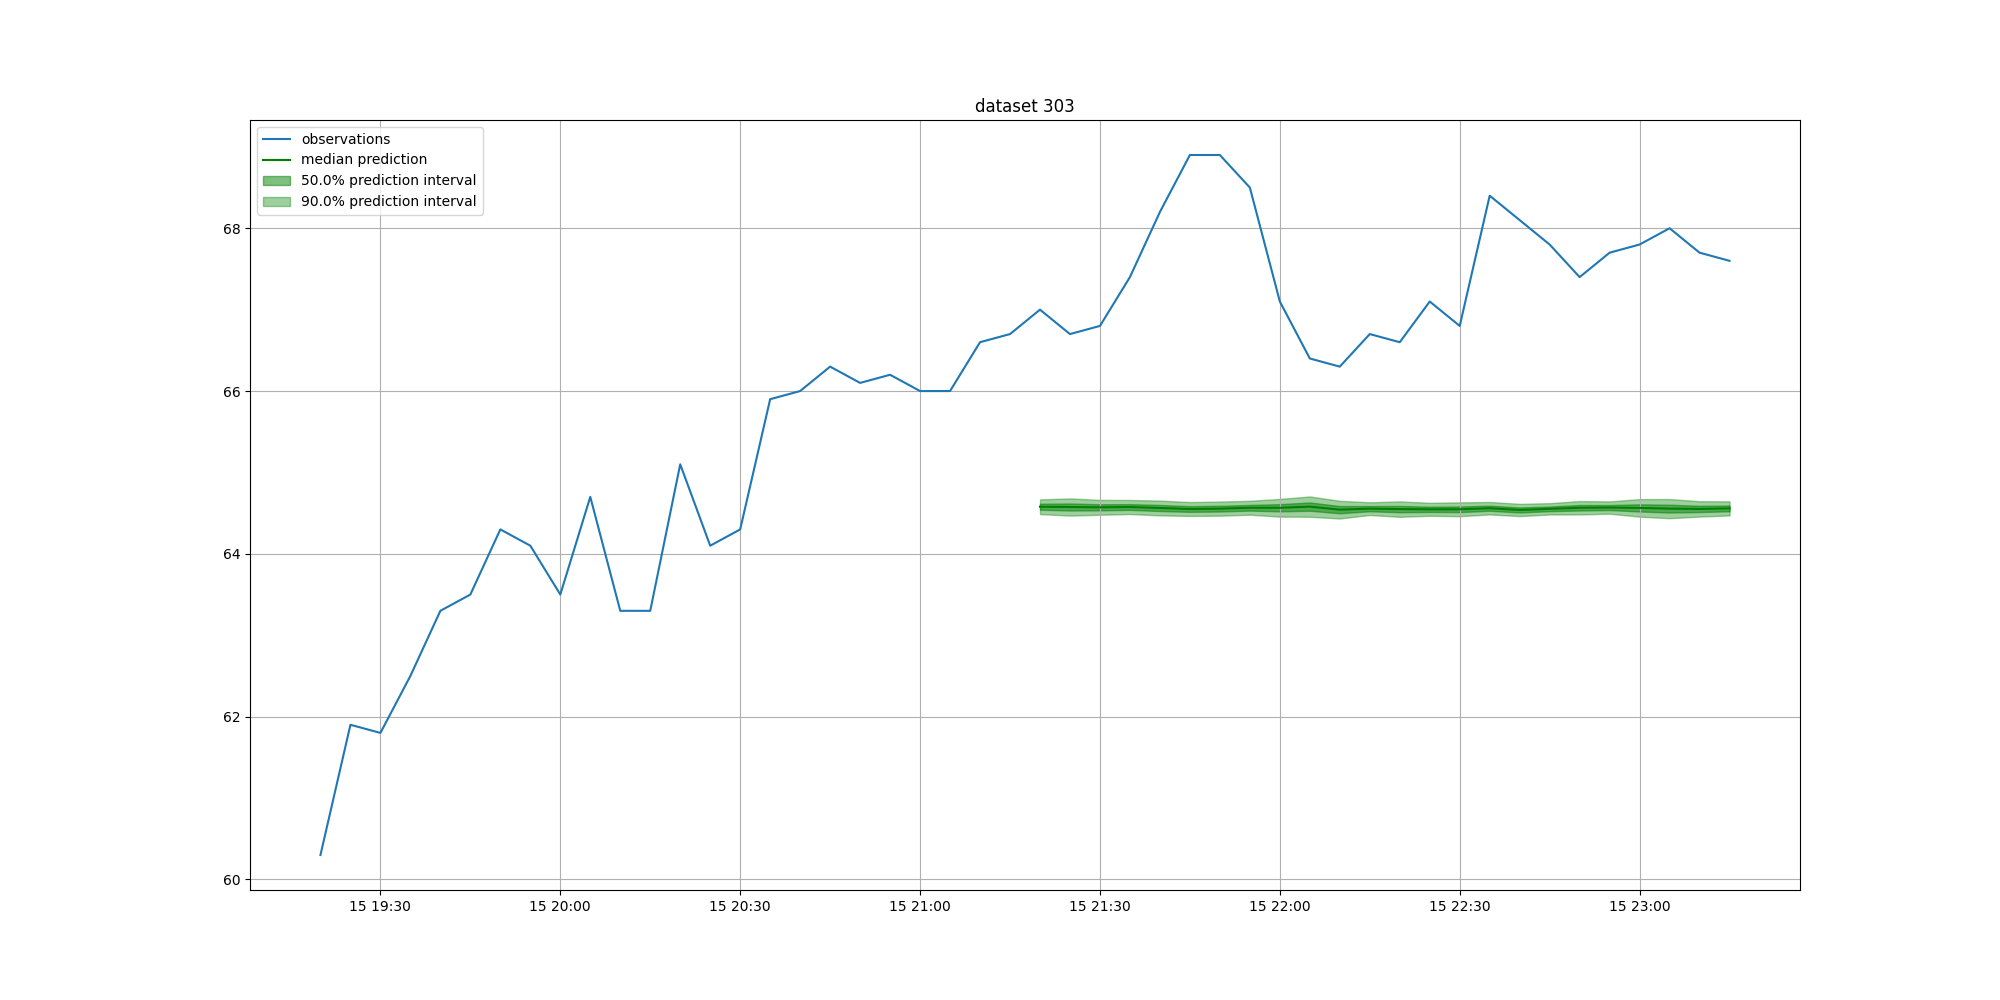 dataset 303
observations
median prediction
50.0% prediction interval
90.0% prediction interval
68
66
64
62
60
15 19:30 15 20:00 15 20:30 15 21:00 15 21:30 15 22:00 15 22:30 15 23:00